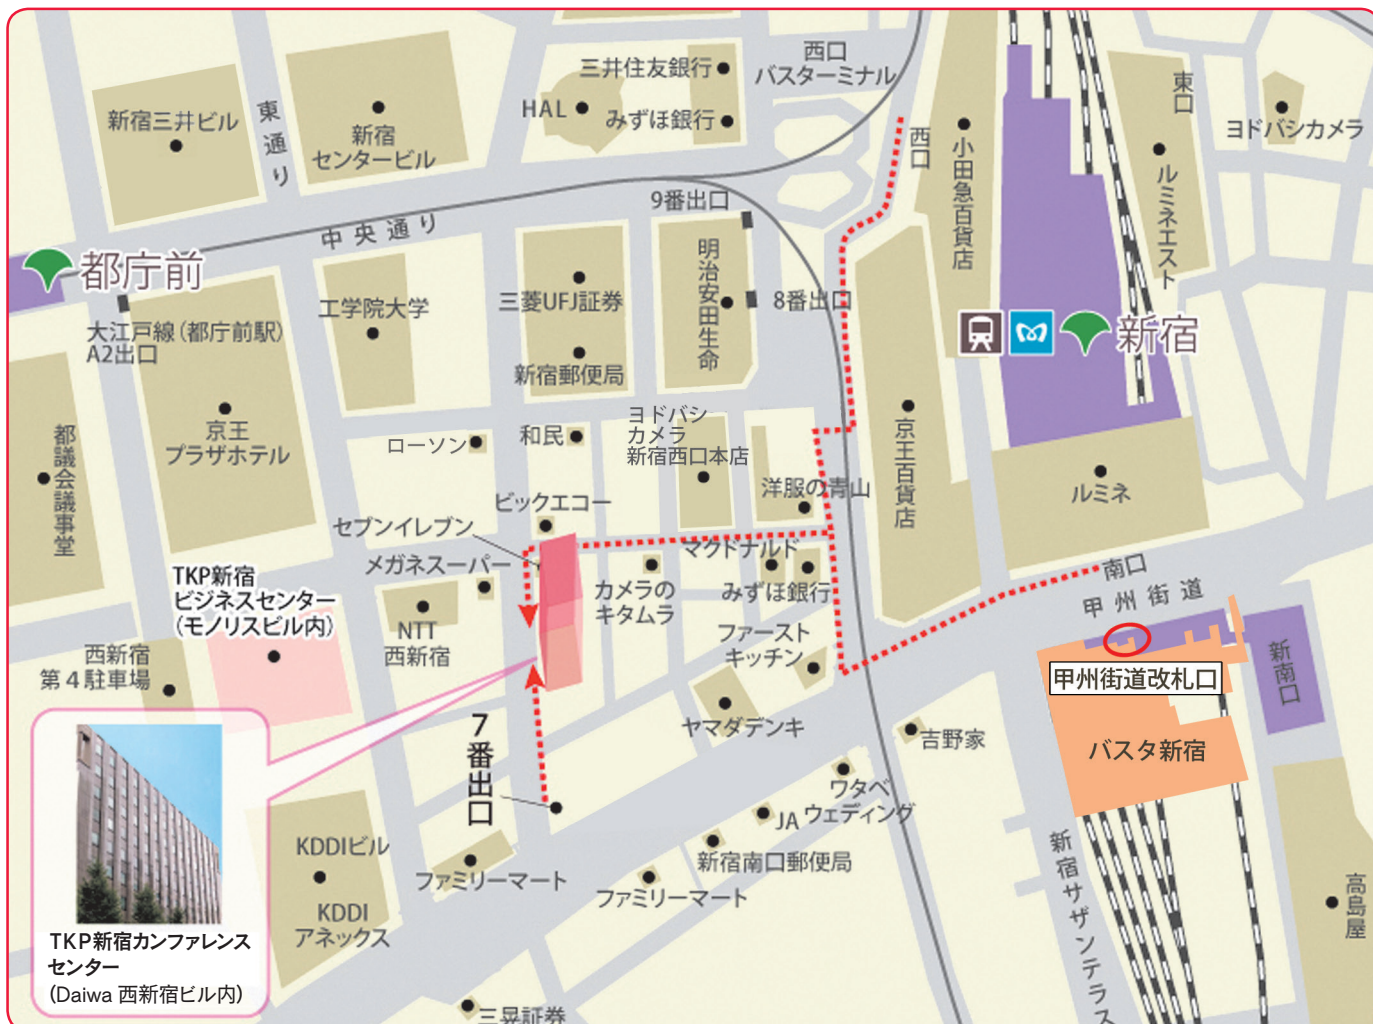 三井住友銀行
西口
バスターミナル
HAL
みずほ銀行
新宿三井ビル
東通り
新宿
センタービル
西口
小田急百貨店
東口
ルミネエスト
ヨドバシカメラ
9番出口
中央通り
都庁前
大江戸線(都庁前駅)
A2出口
工学院大学
三菱UFJ証券
新宿郵便局
明治安田生命
8番出口
新宿
京王
プラザホテル
都議会議事堂
ローソン
和民
ヨドバシ
カメラ
新宿西口本店
洋服の青山
京王百貨店
ルミネ
ビックエコー
セブンイレブン
メガネスーパー
マクドナルド
カメラの
キタムラ
みずほ銀行
TKP新宿
ビジネスセンター
(モノリスビル内)
NTT
西新宿
ファースト
キッチン
南口
甲州街道
甲州街道改札口
新南口
西新宿
第4駐車場
ヤマダデンキ
吉野家
バスタ新宿
7番出口
ワタベ
ウェディング
JA
新宿南口郵便局
KDDIビル
KDDI
アネックス
ファミリーマート
ファミリーマート
新宿サザンテラス
高島屋
三晃証券
TKP新宿カンファレンス
センター
(Daiwa 西新宿ビル内)